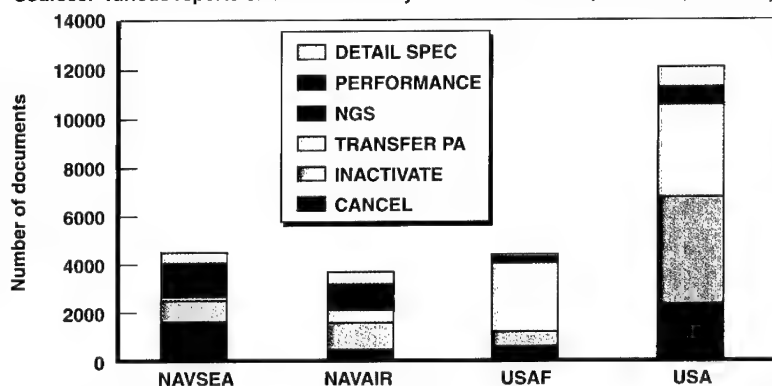 14000
12000
10000
8000
6000
4000
2000
0
Number of documents
DETAIL SPEC
PERFORMANCE
NGS
TRANSFER PA
INACTIVATE
CANCEL
NAVSEA NAVAIR USAF USA